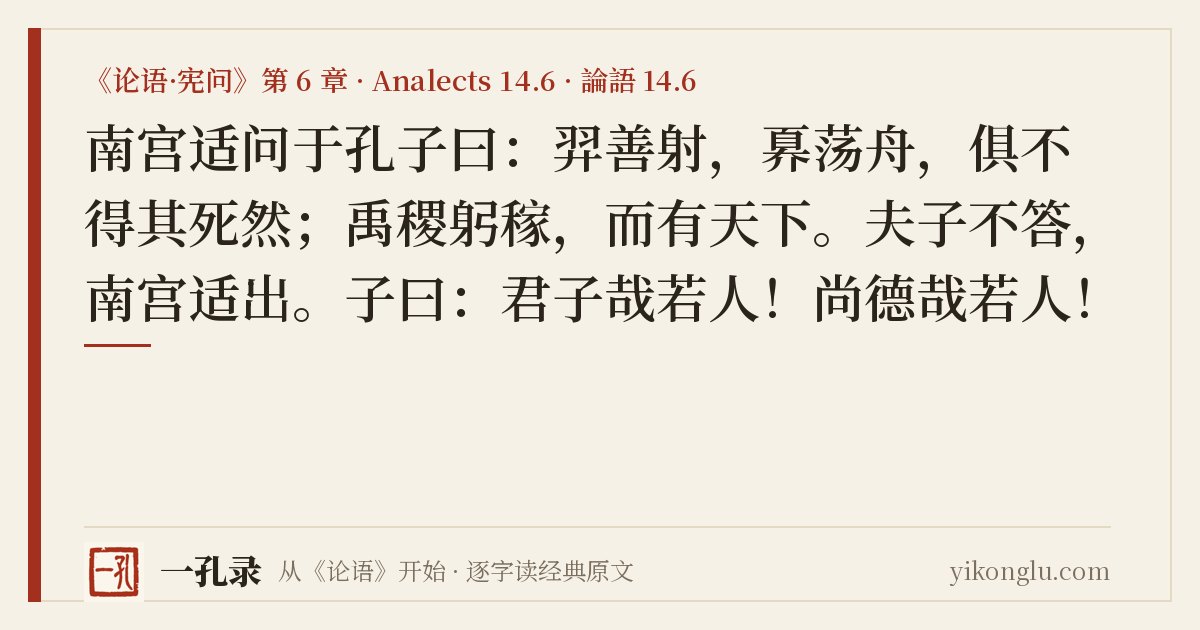 《论语·宪问》第 6 章 · Analects 14.6 · 論語 14.6
南宫适问于孔子曰：羿善射，奡荡舟，俱不
得其死然；禹稷躬稼，而有天下。夫子不答，
南宫适出。子曰：君子哉若人！尚德哉若人！
一孔
一孔录 从《论语》开始 · 逐字读经典原文 yikonglu.com